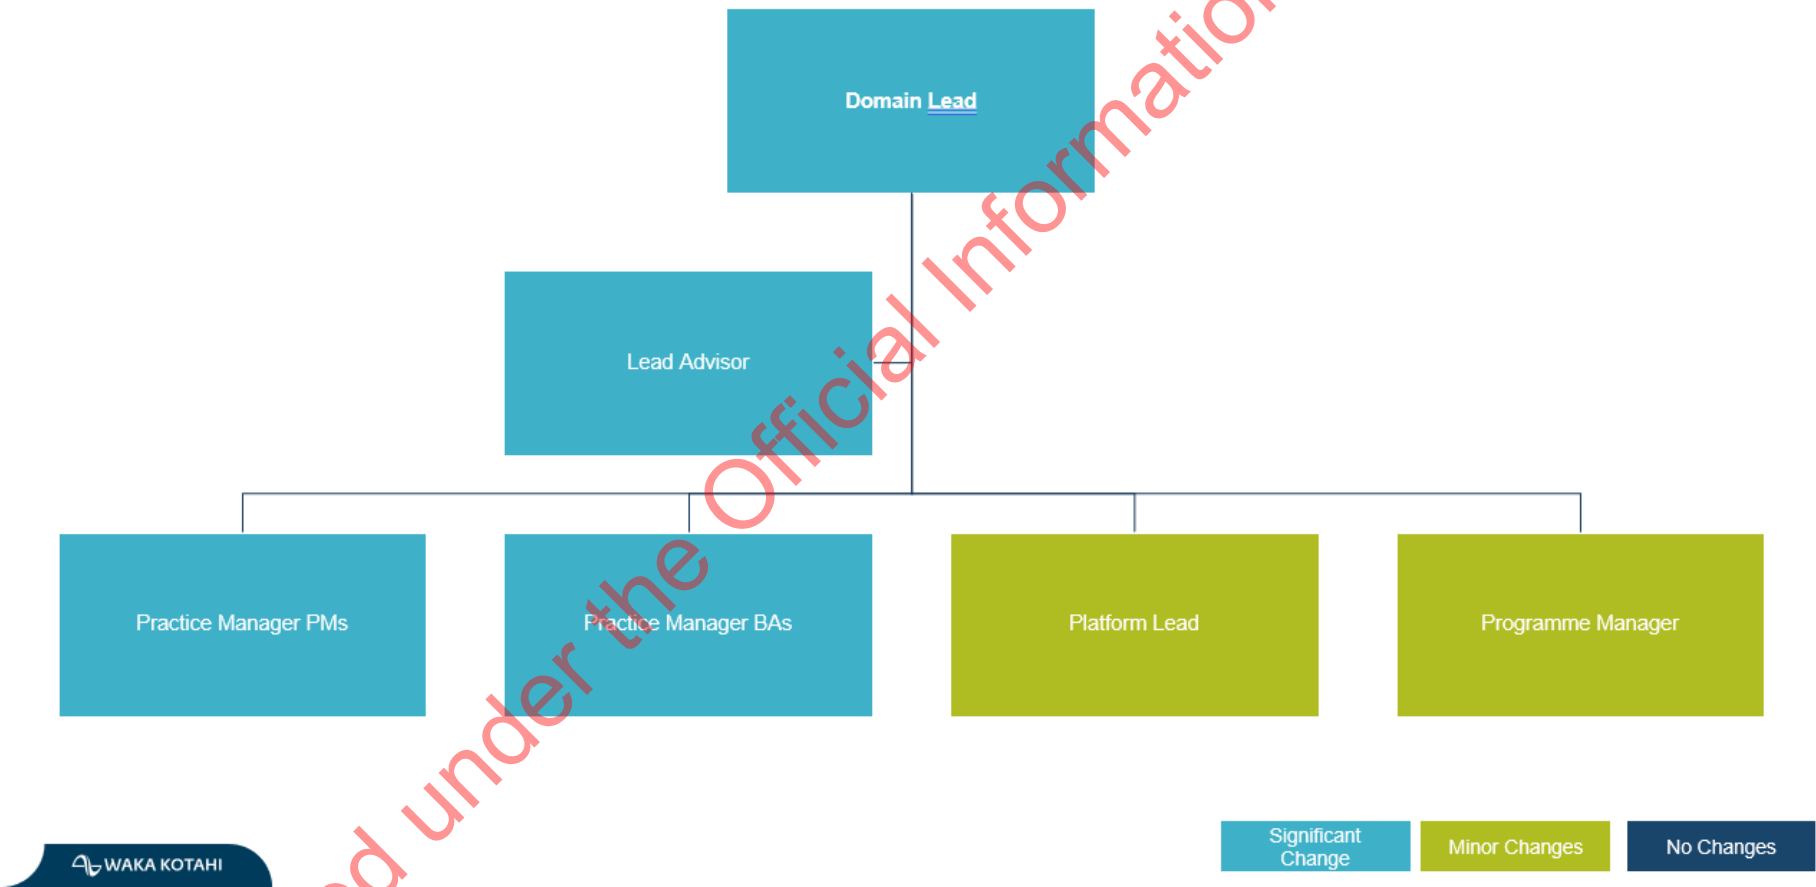 Domain Lead
Lead Advisor
Practice Manager PMs
Practice Manager BAs
Platform Lead
Programme Manager
Significant
Change
Minor Changes
No Changes
WAKA KOTAHI
under the Official Information